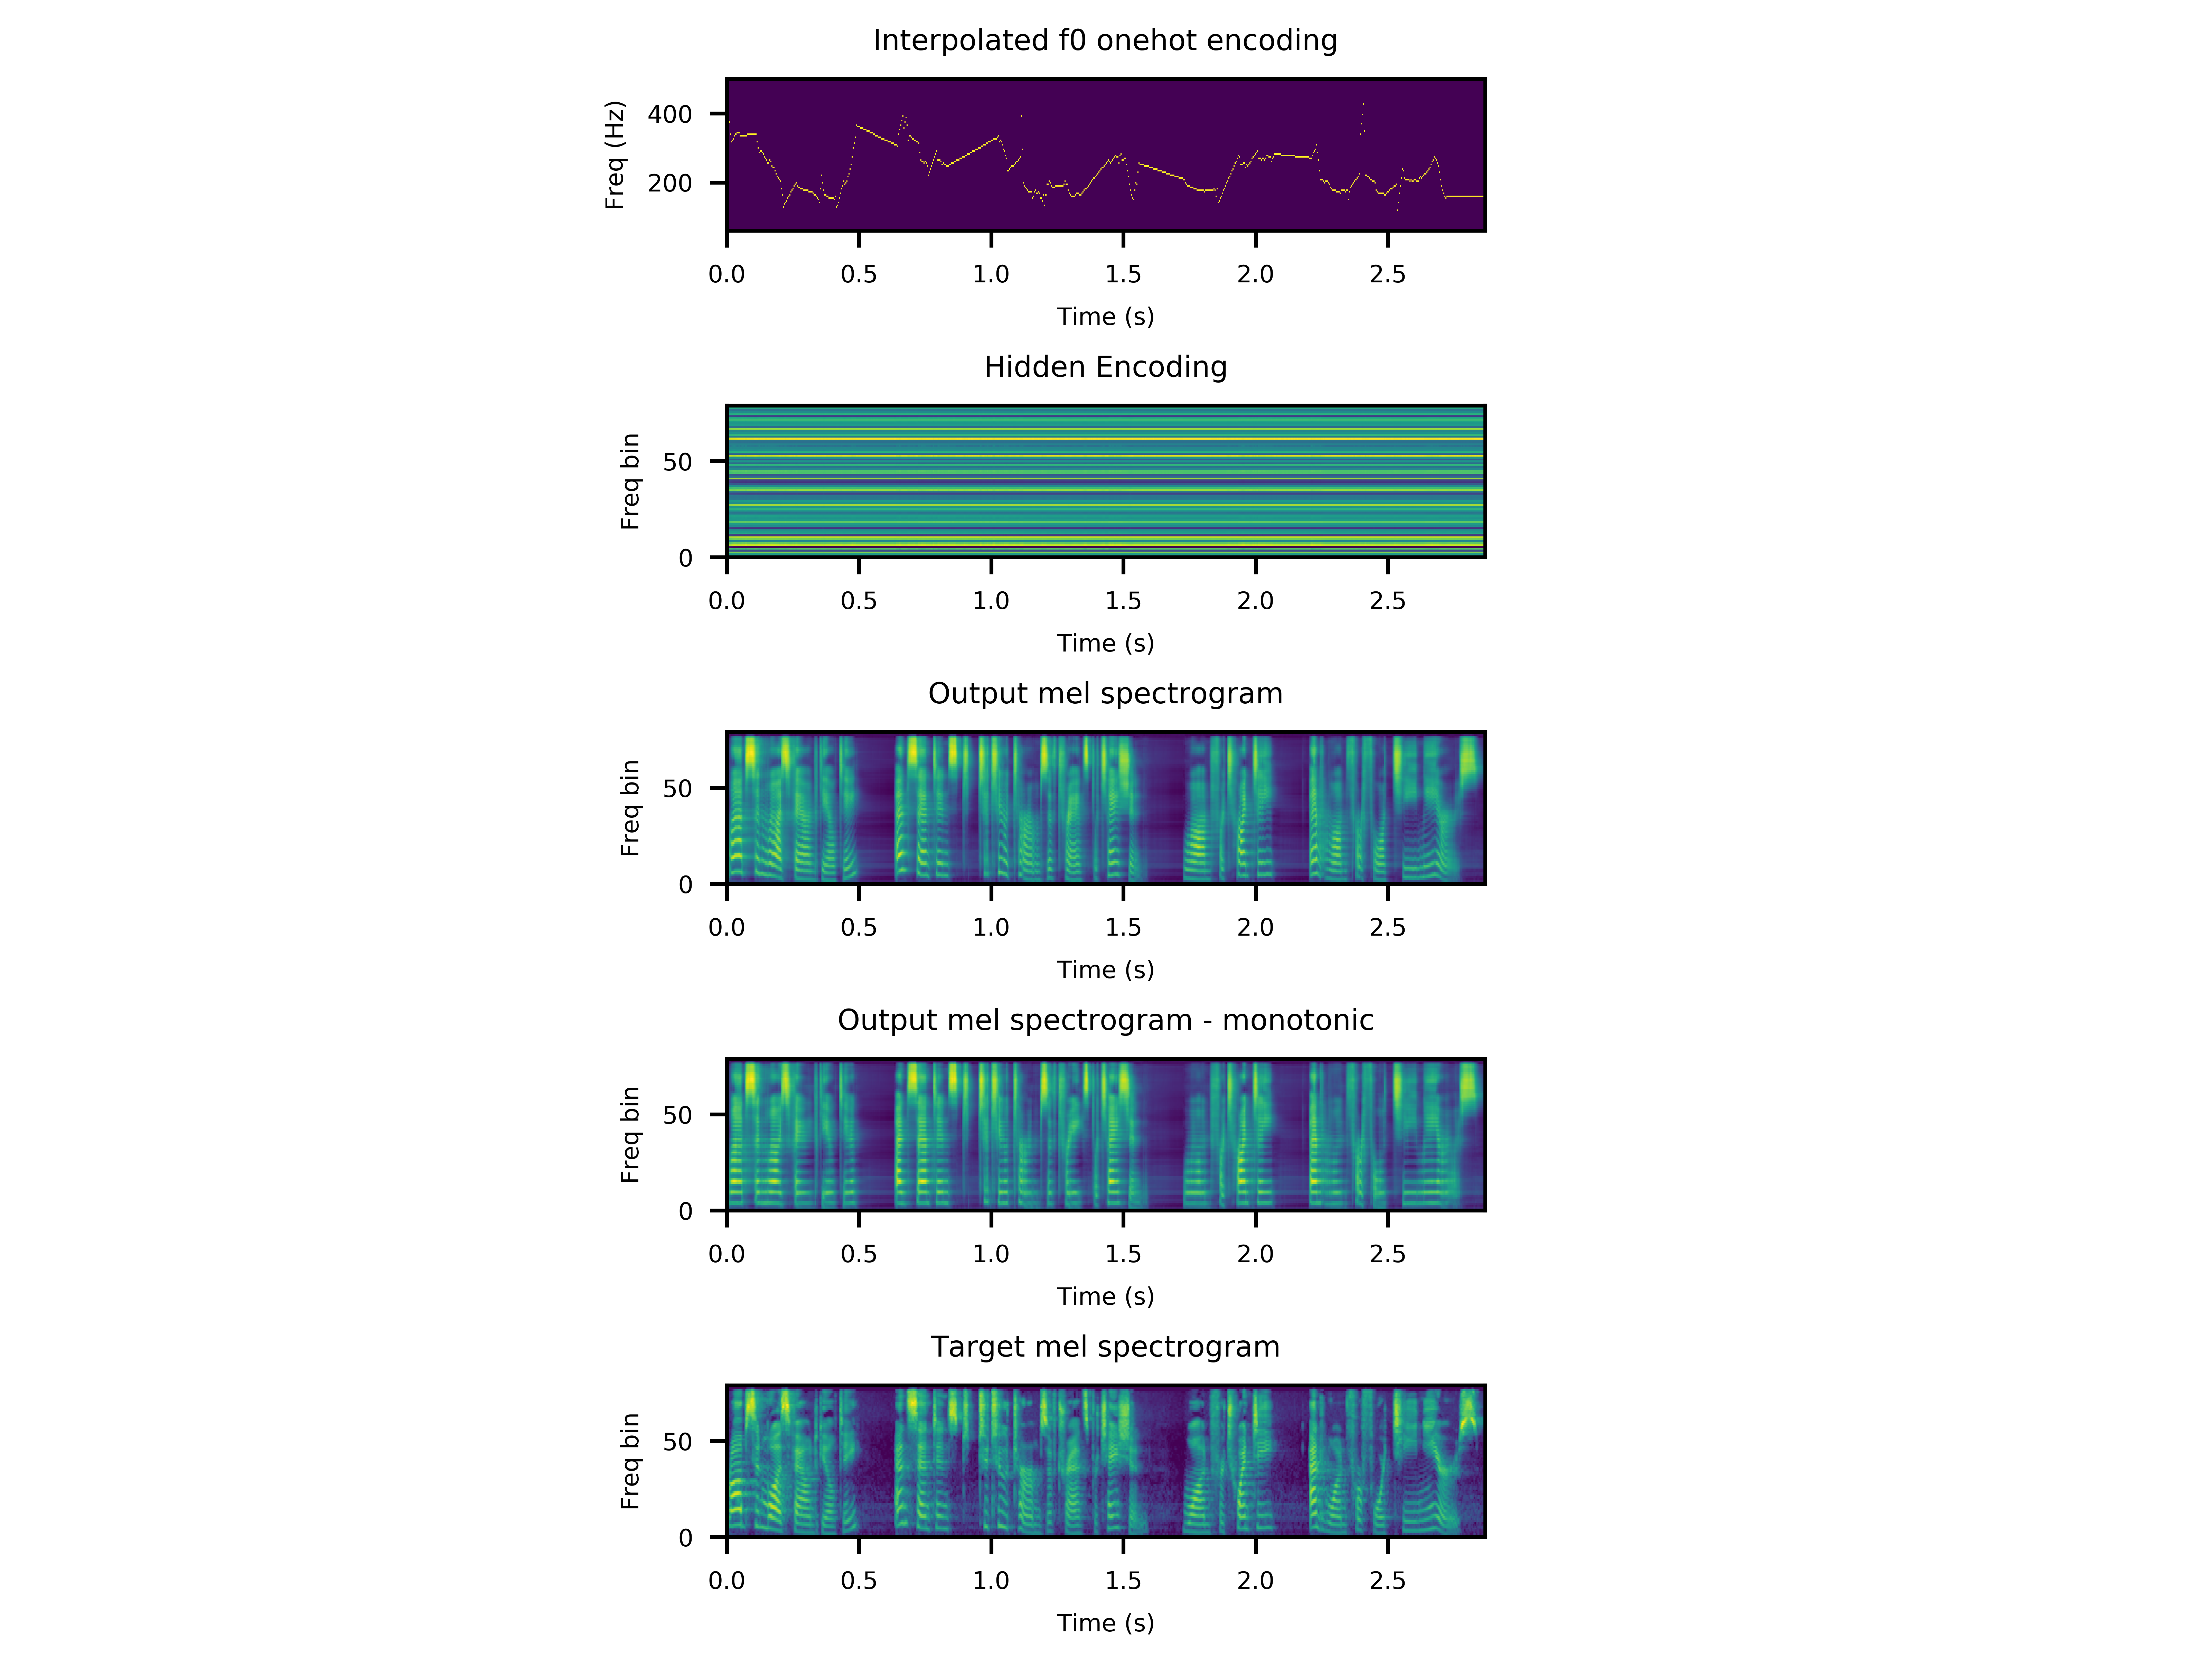 Interpolated f0 onehot encoding
Freq (Hz)
400
200
0.0 0.5 1.0 1.5 2.0 2.5
Time (s)
Hidden Encoding
Freq bin
50
0
0.0 0.5 1.0 1.5 2.0 2.5
Time (s)
Output mel spectrogram
Freq bin
50
0
0.0 0.5 1.0 1.5 2.0 2.5
Time (s)
Output mel spectrogram - monotonic
Freq bin
50
0
0.0 0.5 1.0 1.5 2.0 2.5
Time (s)
Target mel spectrogram
Freq bin
50
0
0.0 0.5 1.0 1.5 2.0 2.5
Time (s)